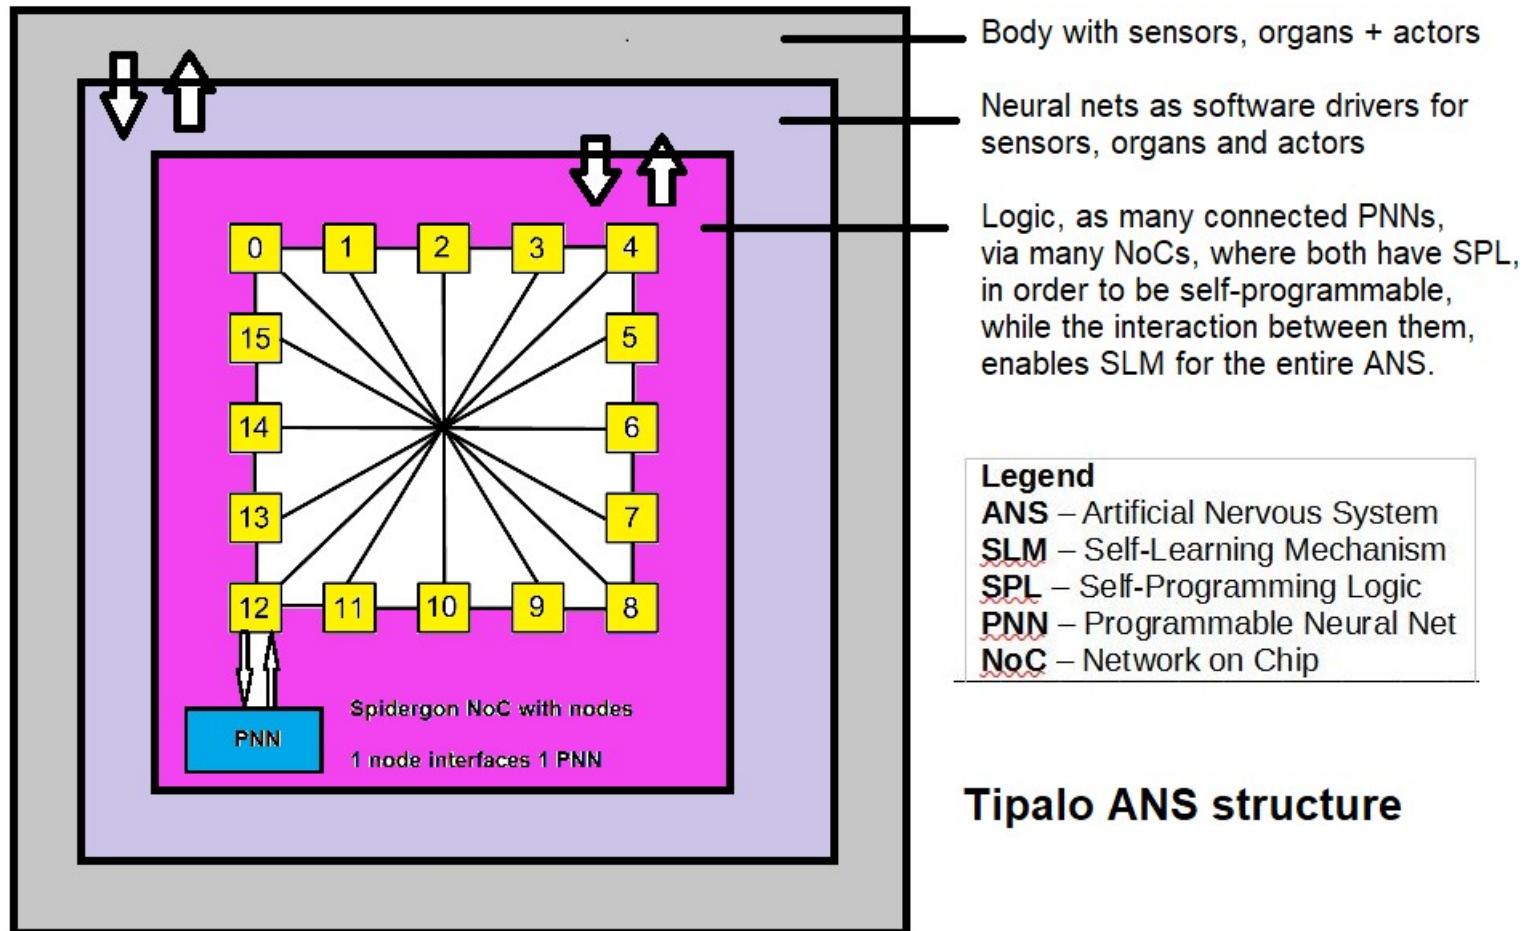 Body with sensors, organs + actors
Neural nets as software drivers for
sensors, organs and actors
Logic, as many connected PNNs,
via many NoCs, where both have SPL,
in order to be self-programmable,
while the interaction between them,
enables SLM for the entire ANS.
0 1 2 3 4
15 5
14 6
13 7
12 11 10 9 8
PNN
Spidergon NoC with nodes
1 node interfaces 1 PNN
Legend
ANS – Artificial Nervous System
SLM – Self-Learning Mechanism
SPL – Self-Programming Logic
PNN – Programmable Neural Net
NoC – Network on Chip
Tipalo ANS structure